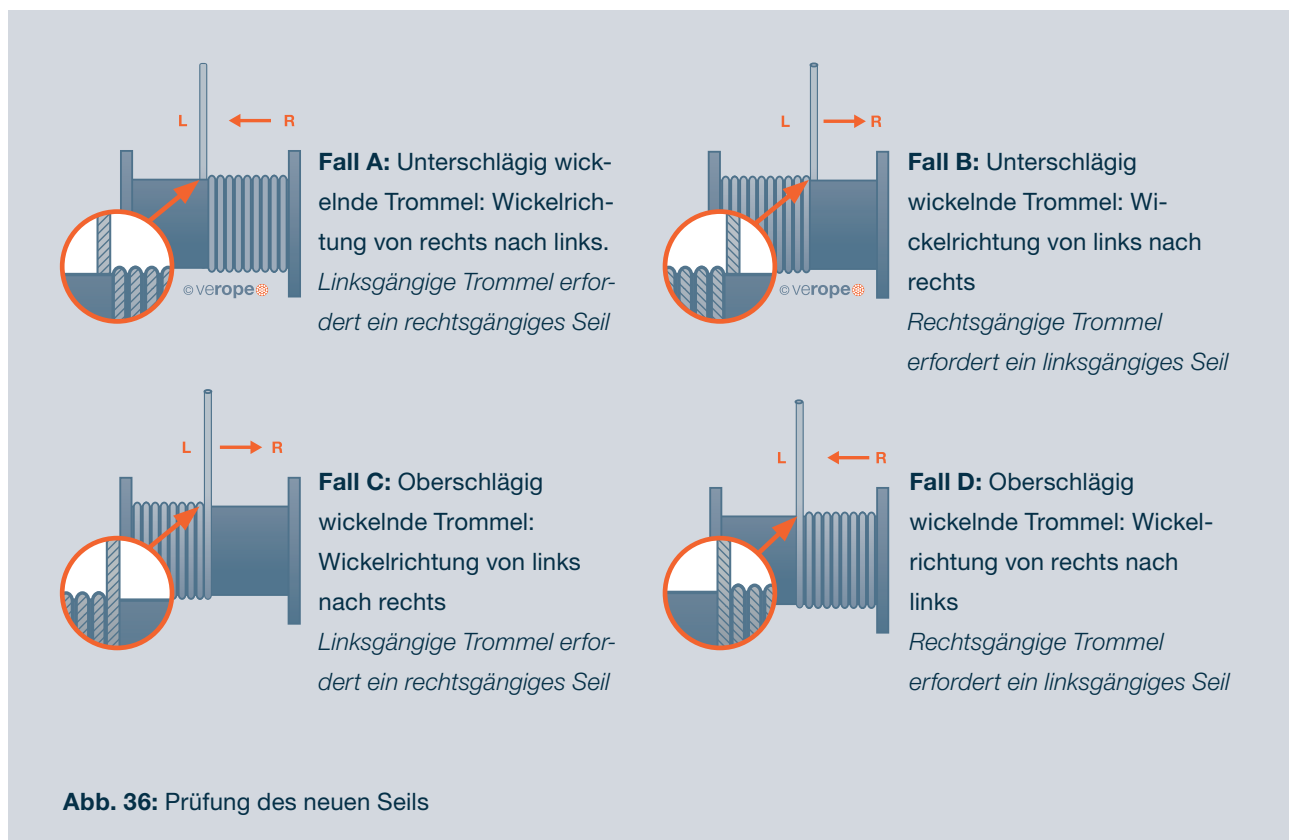 L R
Fall A: Unterschlägig wick-
elnde Trommel: Wickelrich-
tung von rechts nach links.
Linksgängige Trommel erfor-
dert ein rechtsgängiges Seil
© verope
L R
Fall B: Unterschlägig
wickelnde Trommel: Wi-
ckelrichtung von links nach
rechts
Rechtsgängige Trommel
erfordert ein linksgängiges Seil
© verope
L R
Fall C: Oberschlägig
wickelnde Trommel:
Wickelrichtung von links
nach rechts
Linksgängige Trommel erfor-
dert ein rechtsgängiges Seil
L R
Fall D: Oberschlägig
wickelnde Trommel: Wickel-
richtung von rechts nach
links
Rechtsgängige Trommel
erfordert ein linksgängiges Seil
Abb. 36: Prüfung des neuen Seils